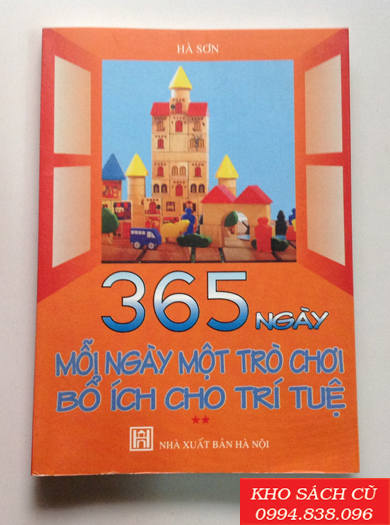 HÀ SƠN
365 NGÀY
MỖI NGÀY MỘT TRÒ CHƠI
BỔ ÍCH CHO TRÍ TUỆ
**
NHÀ XUẤT BẢN HÀ NỘI
KHO SÁCH CŨ
0994.838.096